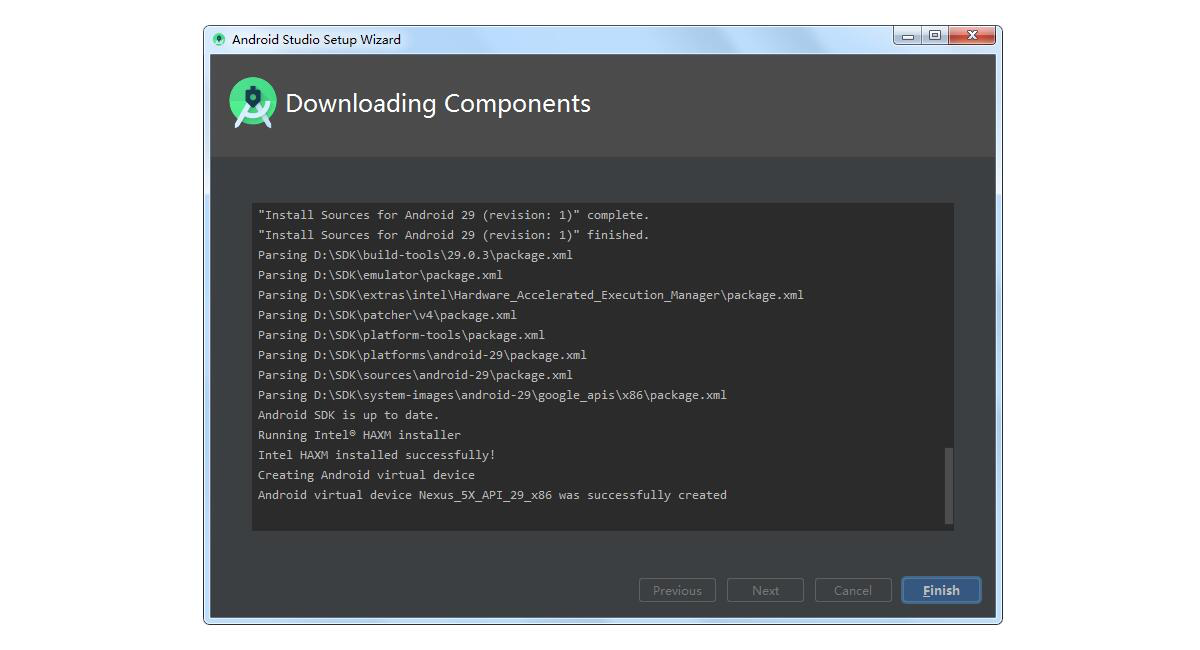 Android Studio Setup Wizard
Downloading Components
"Install Sources for Android 29 (revision: 1)" complete.
"Install Sources for Android 29 (revision: 1)" finished.
Parsing D:\SDK\build-tools\29.0.3\package.xml
Parsing D:\SDK\emulator\package.xml
Parsing D:\SDK\extras\intel\Hardware_Accelerated_Execution_Manager\package.xml
Parsing D:\SDK\patcher\v4\package.xml
Parsing D:\SDK\platform-tools\package.xml
Parsing D:\SDK\platforms\android-29\package.xml
Parsing D:\SDK\sources\android-29\package.xml
Parsing D:\SDK\system-images\android-29\google_apis\x86\package.xml
Android SDK is up to date.
Running Intel® HAXM installer
Intel HAXM installed successfully!
Creating Android virtual device
Android virtual device Nexus_5X_API_29_x86 was successfully created
Previous Next Cancel Finish